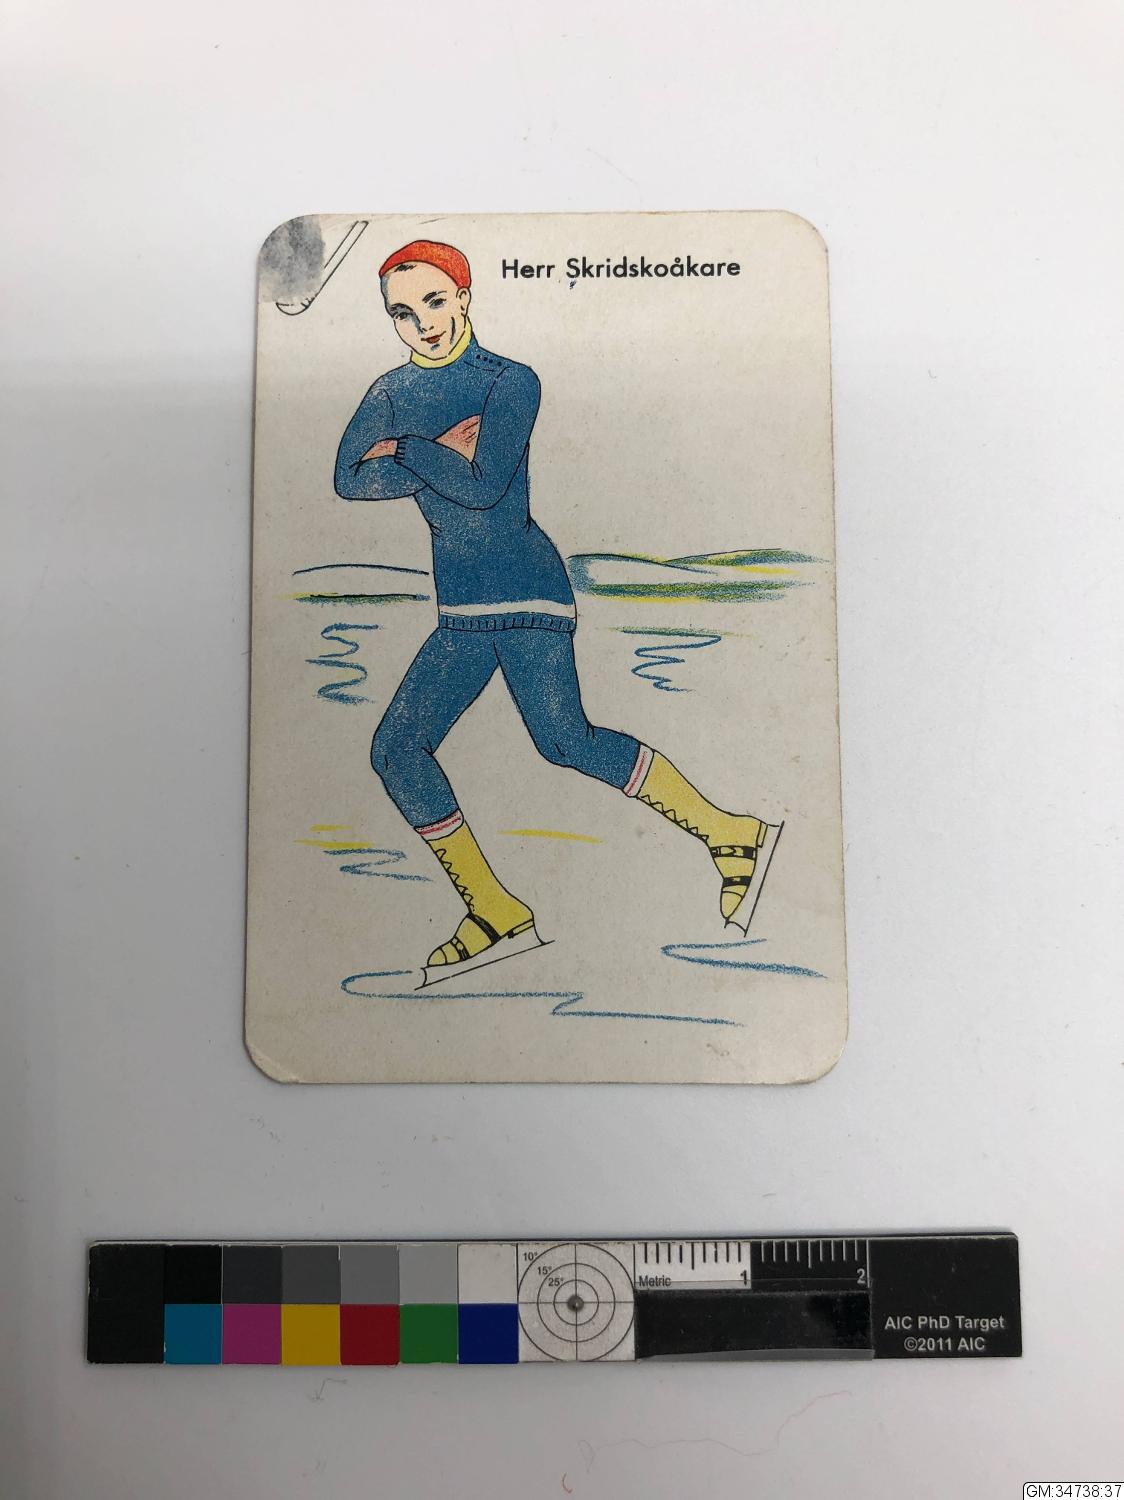 Herr Skridskoåkare
10°
15°
25°
Metric 1 2
AIC PhD Target
©2011 AIC
GM:34738:37